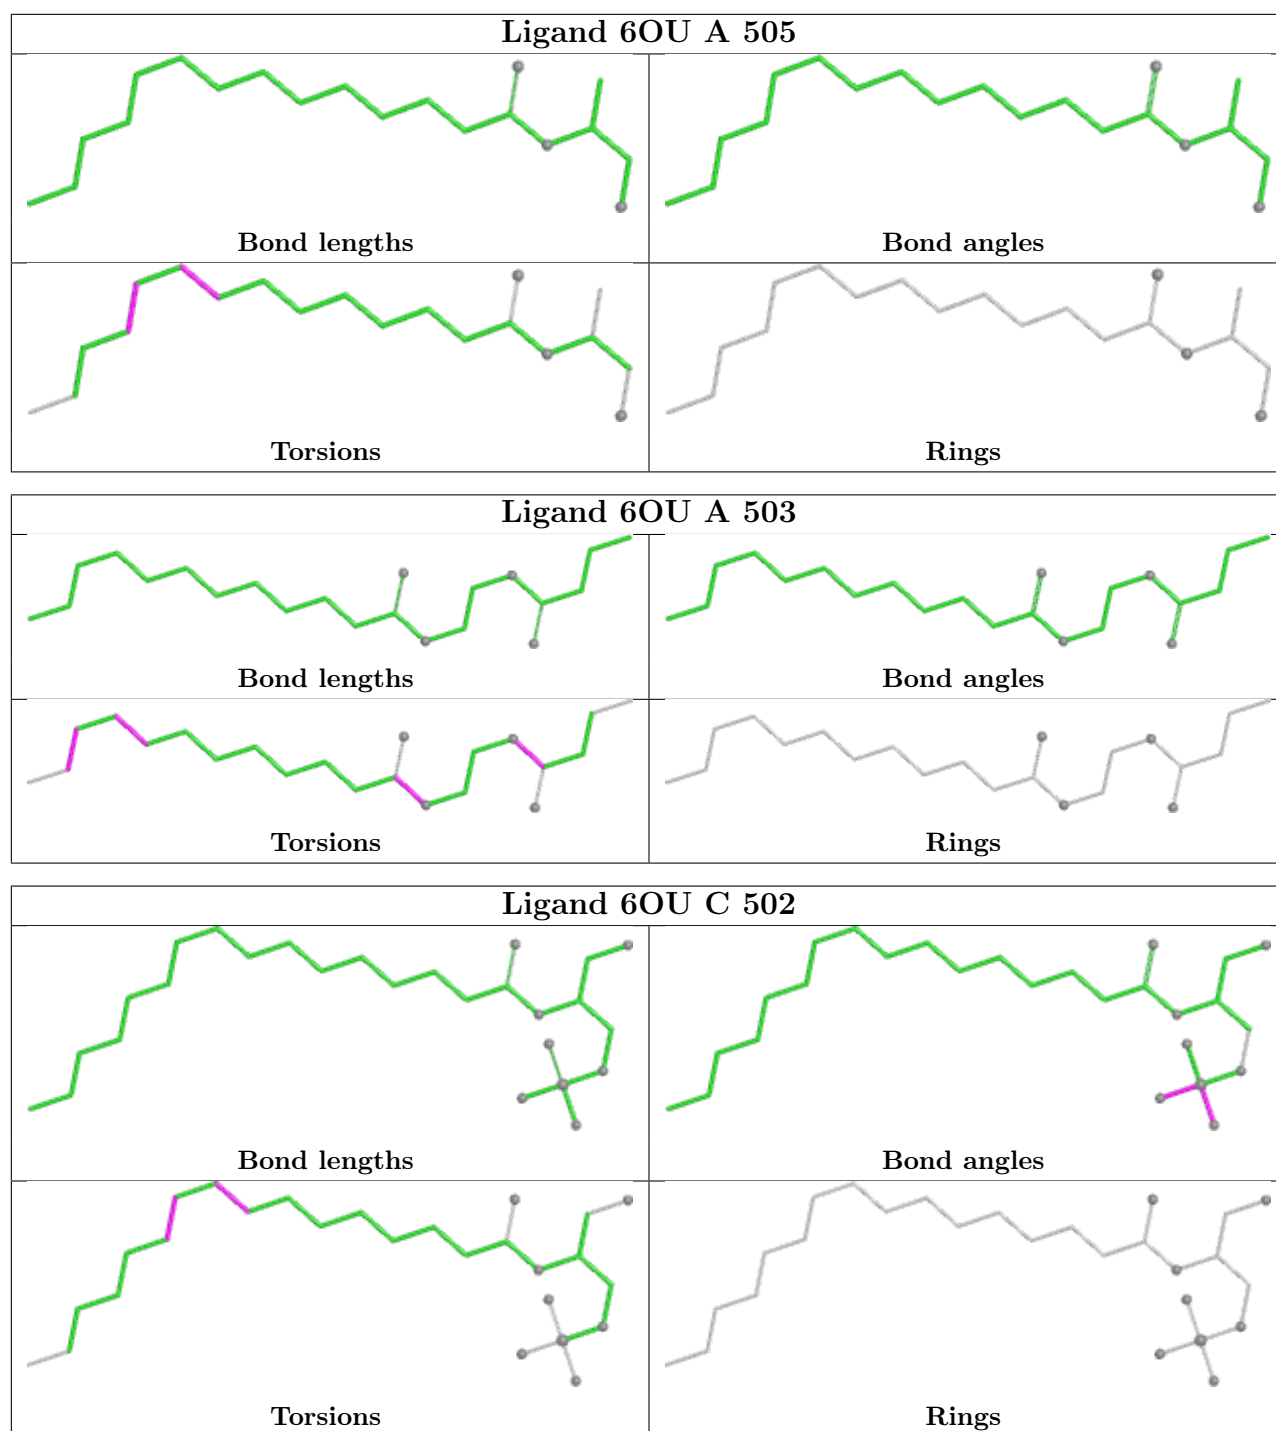 Ligand 6OU A 505
Bond lengths
Bond angles
Torsions
Rings
Ligand 6OU A 503
Bond lengths
Bond angles
Torsions
Rings
Ligand 6OU C 502
Bond lengths
Bond angles
Torsions
Rings